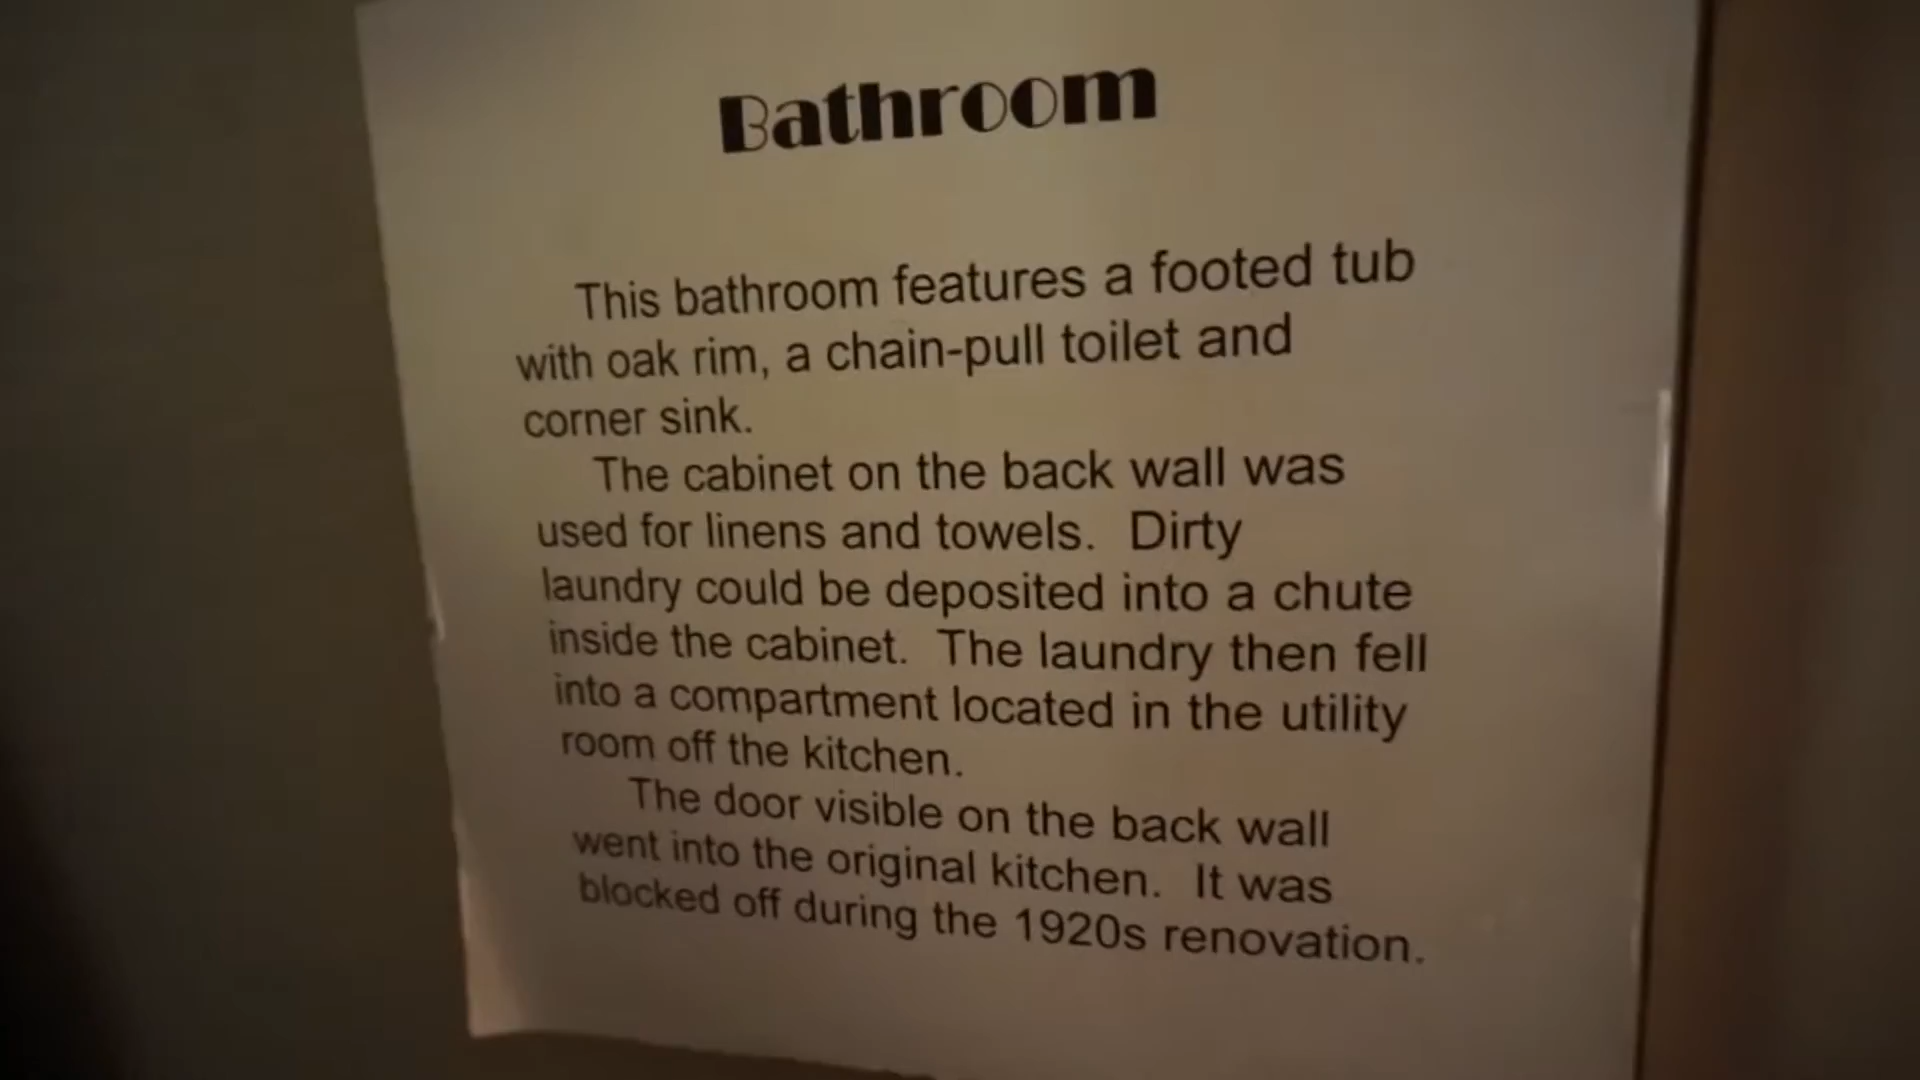 Bathroom
This bathroom features a footed tub
with oak rim, a chain-pull toilet and
corner sink.
The cabinet on the back wall was
used for linens and towels.  Dirty
laundry could be deposited into a chute
inside the cabinet.  The laundry then fell
into a compartment located in the utility
room off the kitchen.
The door visible on the back wall
went into the original kitchen.  It was
blocked off during the 1920s renovation.